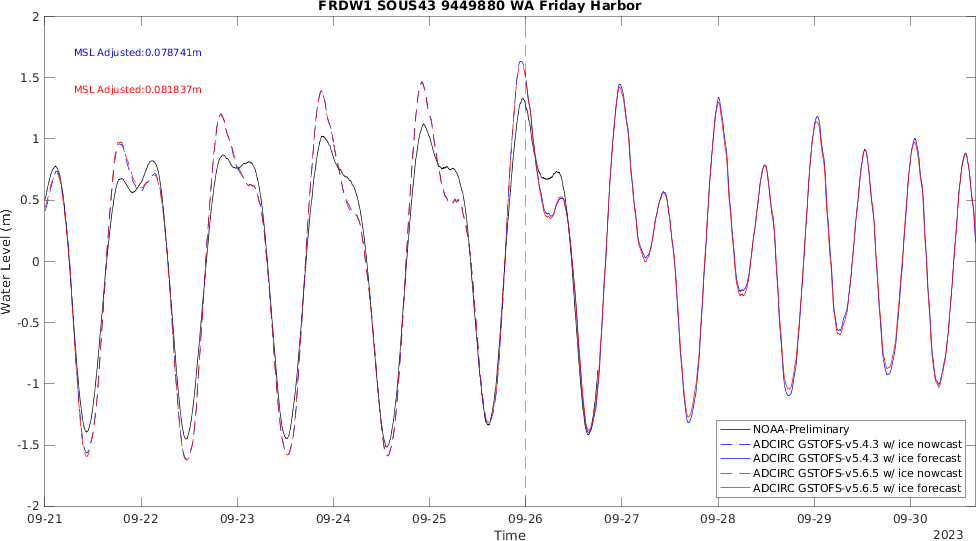 FRDW1 SOUS43 9449880 WA Friday Harbor
MSL Adjusted:0.078741m
MSL Adjusted:0.081837m
Water Level (m)
2
1.5
1
0.5
0
-0.5
-1
-1.5
-2
NOAA-Preliminary
ADCIRC GSTOFS-v5.4.3 w/ ice nowcast
ADCIRC GSTOFS-v5.4.3 w/ ice forecast
ADCIRC GSTOFS-v5.6.5 w/ ice nowcast
ADCIRC GSTOFS-v5.6.5 w/ ice forecast
09-21 09-22 09-23 09-24 09-25 09-26 09-27 09-28 09-29 09-30
Time
2023